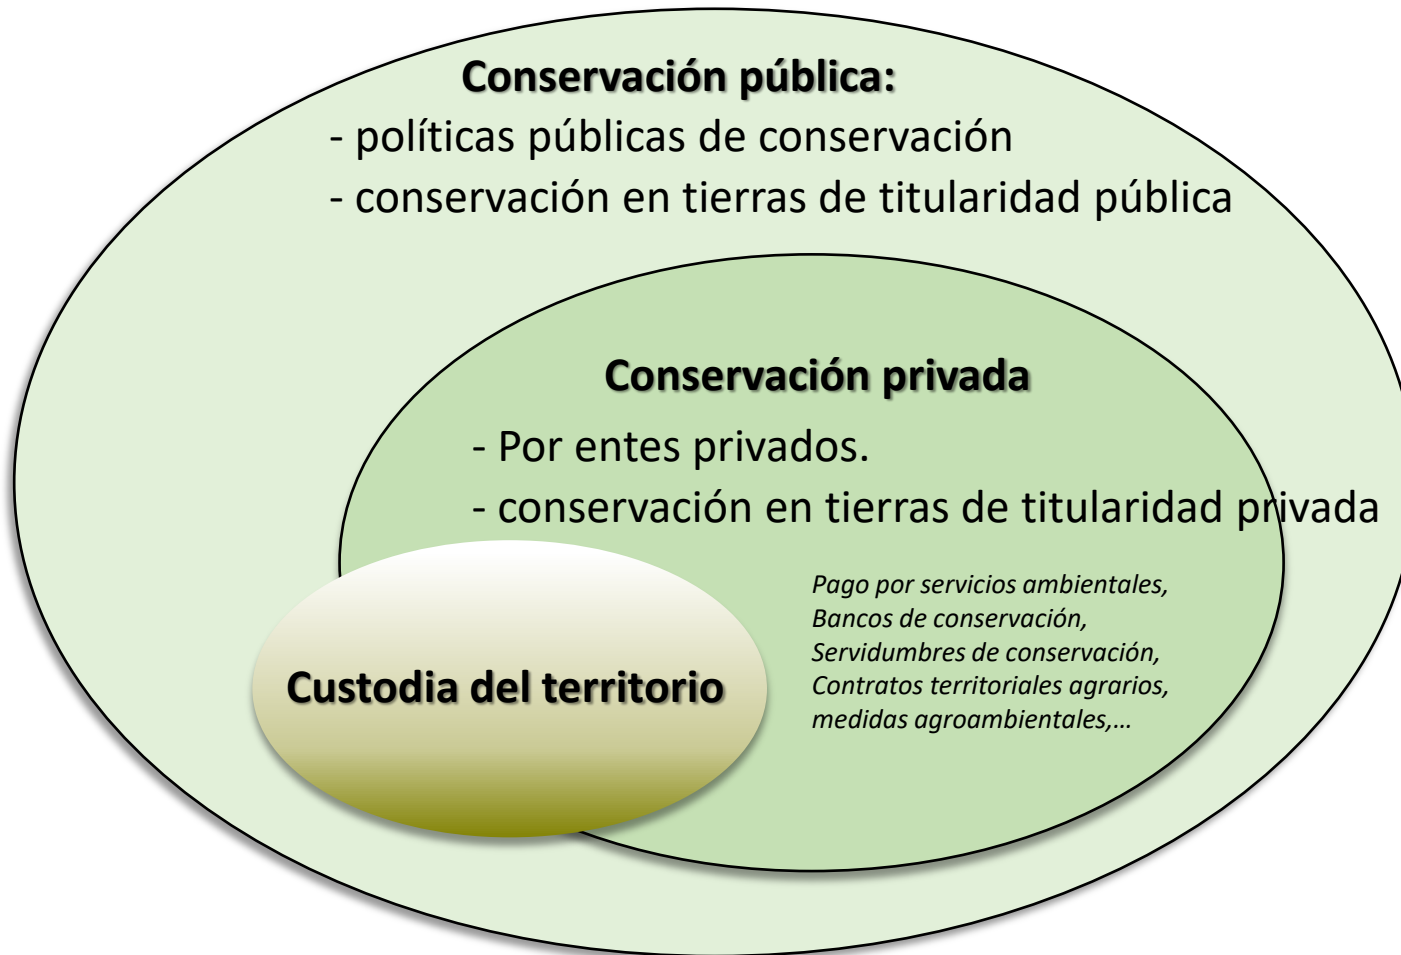 Conservación pública:
- políticas públicas de conservación
- conservación en tierras de titularidad pública
Conservación privada
- Por entes privados.
- conservación en tierras de titularidad privada
Pago por servicios ambientales,
Bancos de conservación,
Servidumbres de conservación,
Contratos territoriales agrarios,
medidas agroambientales,...
Custodia del territorio